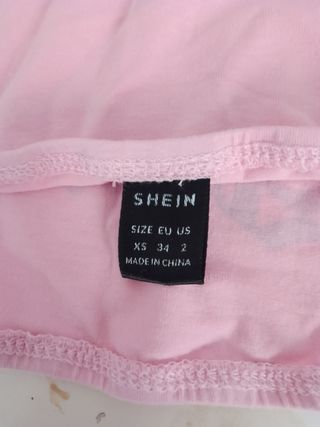 SHEIN
SIZE EU US
XS 34 2
MADE IN CHINA